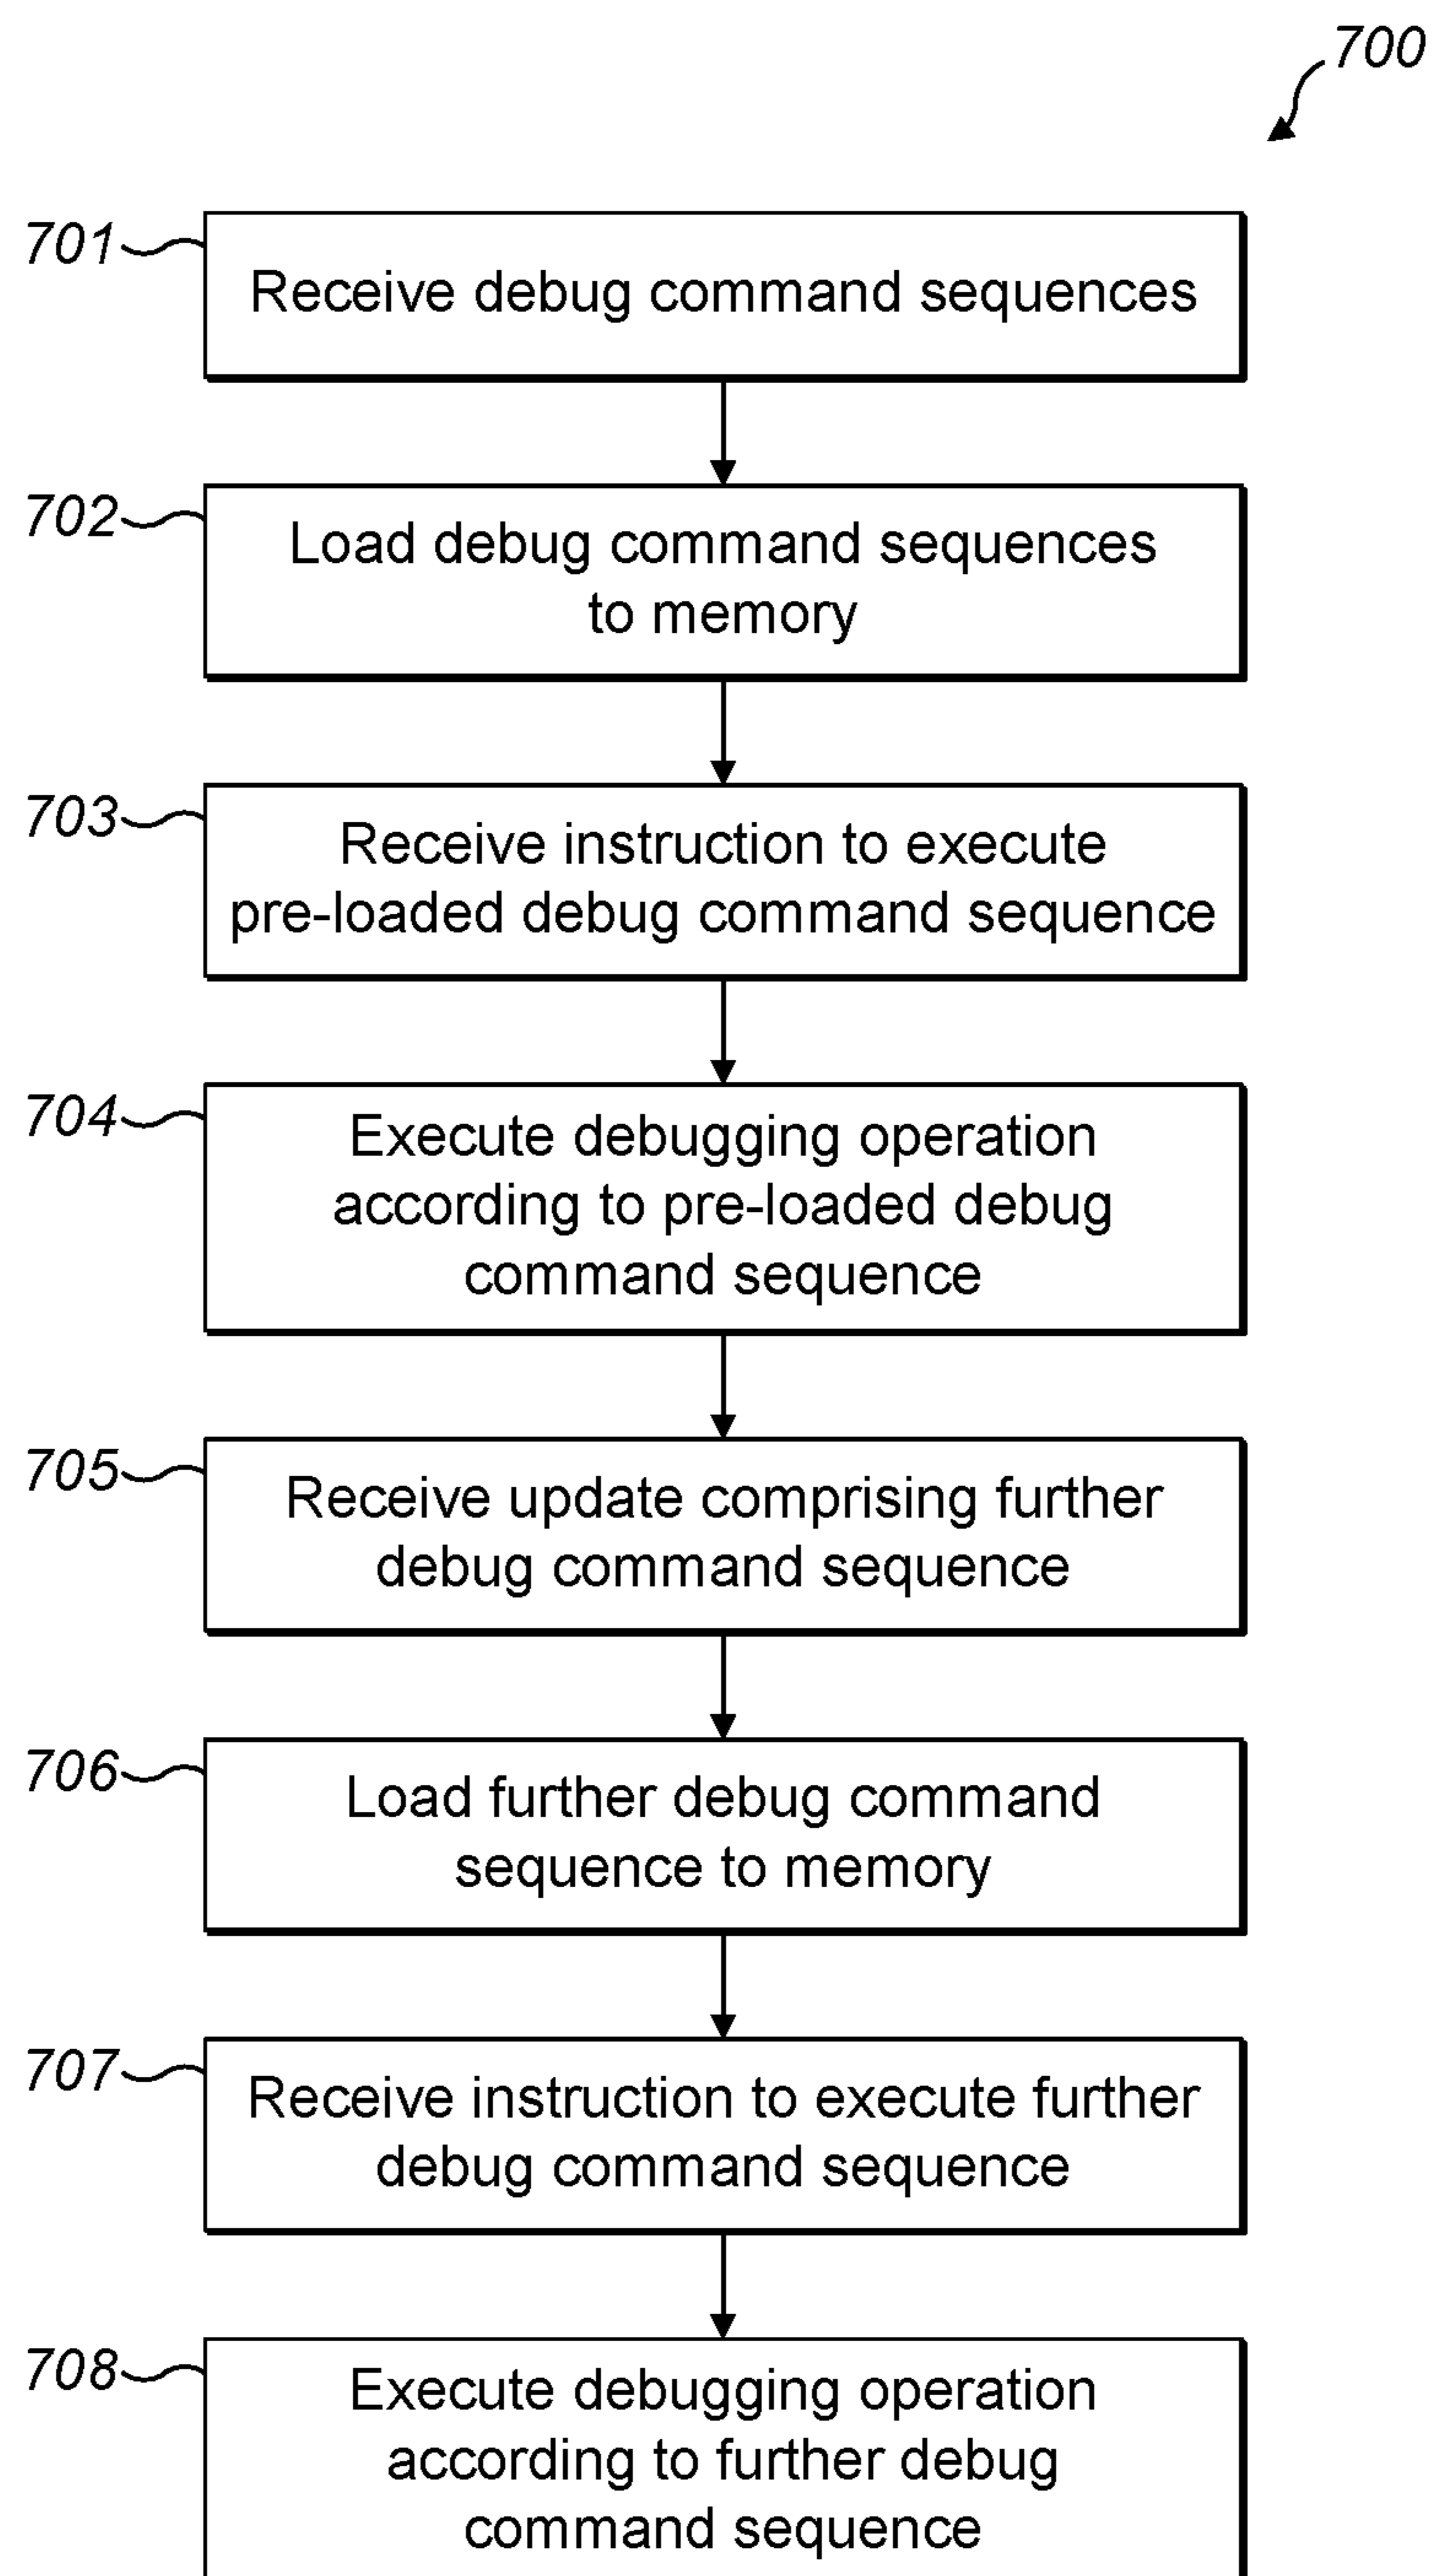 700
701
Receive debug command sequences
702
Load debug command sequences
to memory
703
Receive instruction to execute
pre-loaded debug command sequence
704
Execute debugging operation
according to pre-loaded debug
command sequence
705
Receive update comprising further
debug command sequence
706
Load further debug command
sequence to memory
707
Receive instruction to execute further
debug command sequence
708
Execute debugging operation
according to further debug
command sequence